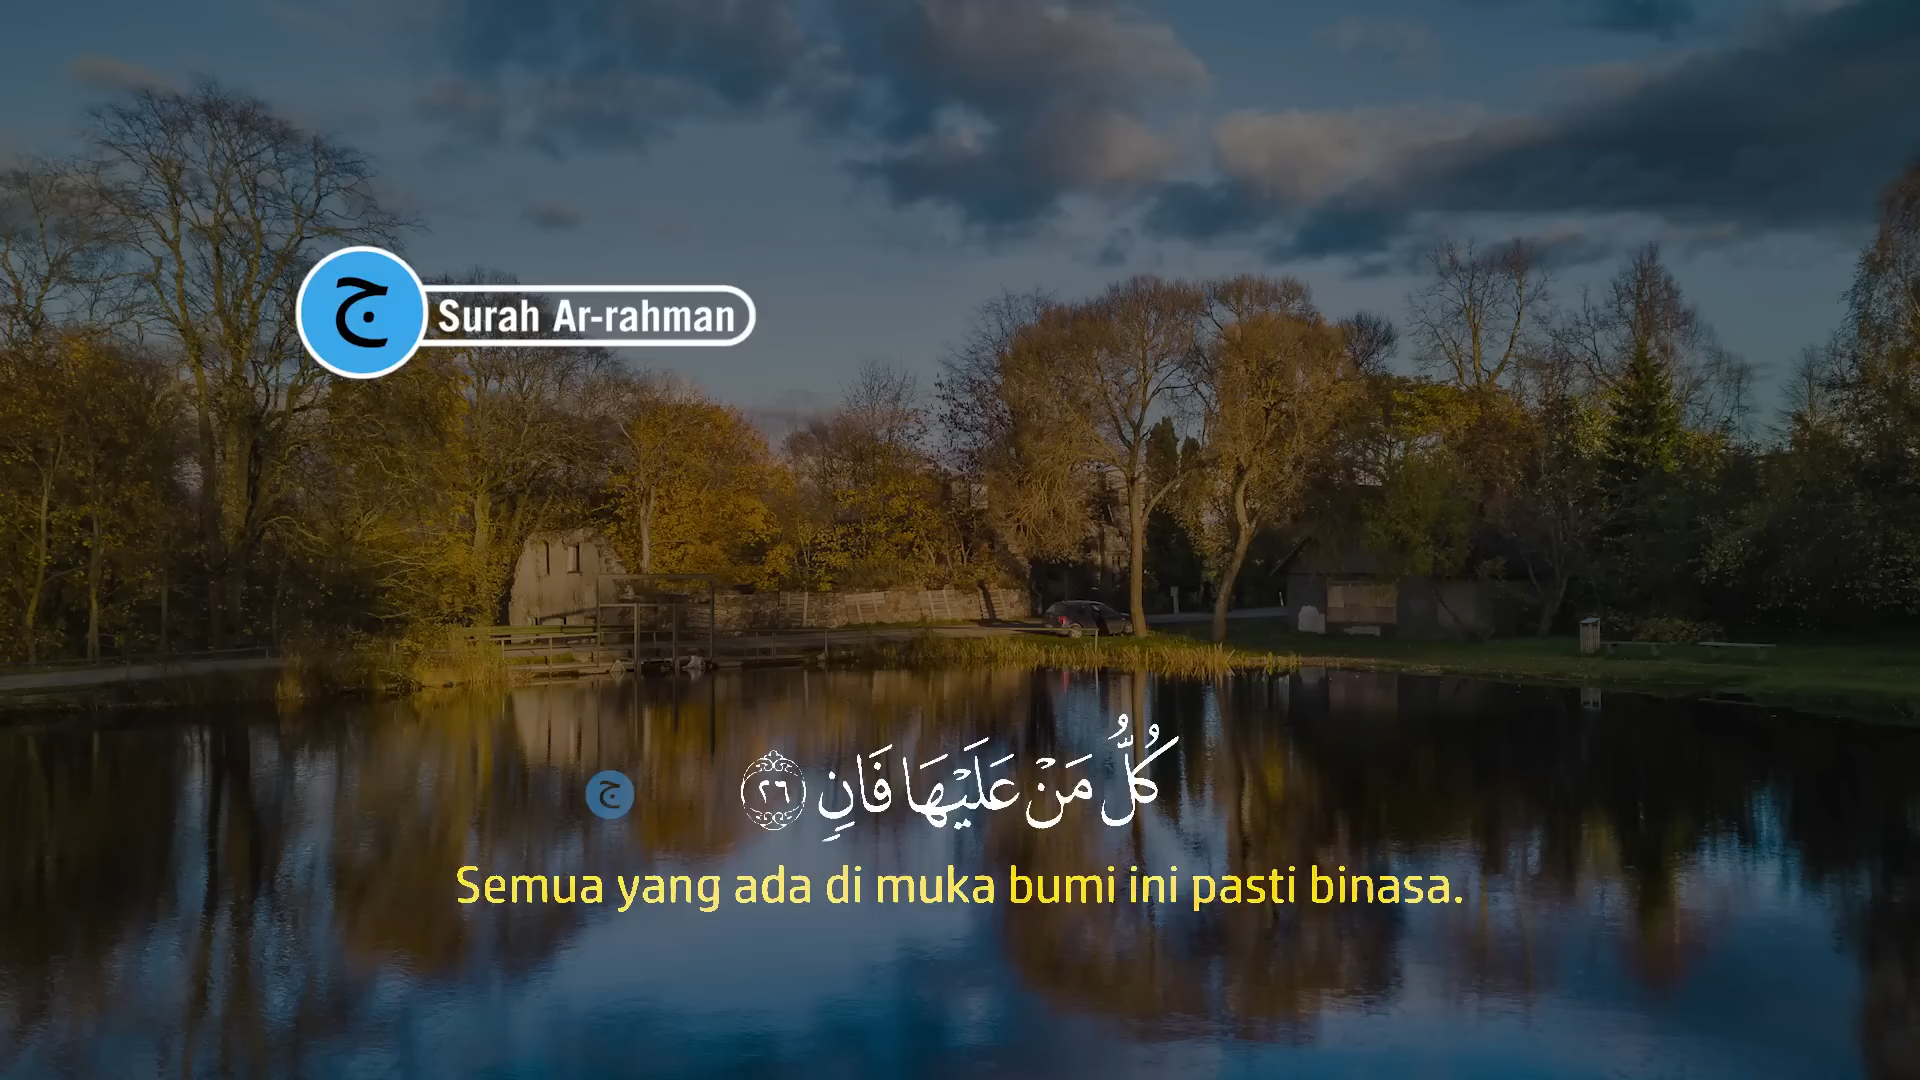 ج
Surah Ar-rahman
كُلُّ مَنْ عَلَيْهَا فَانٍ ٢٦
ج
Semua yang ada di muka bumi ini pasti binasa.